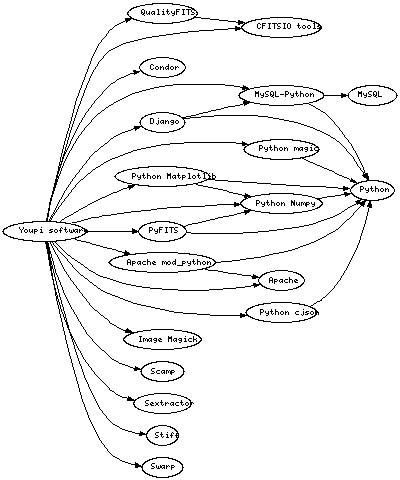 QualityFITS
CFITSIO tools
Condor
MySQL-Python
MySQL
Django
Python magic
Python Matplotlib
Python
Python Numpy
Youpi software
PyFITS
Apache mod_python
Apache
Python cjson
Image Magick
Scamp
Sextractor
Stiff
Swarp